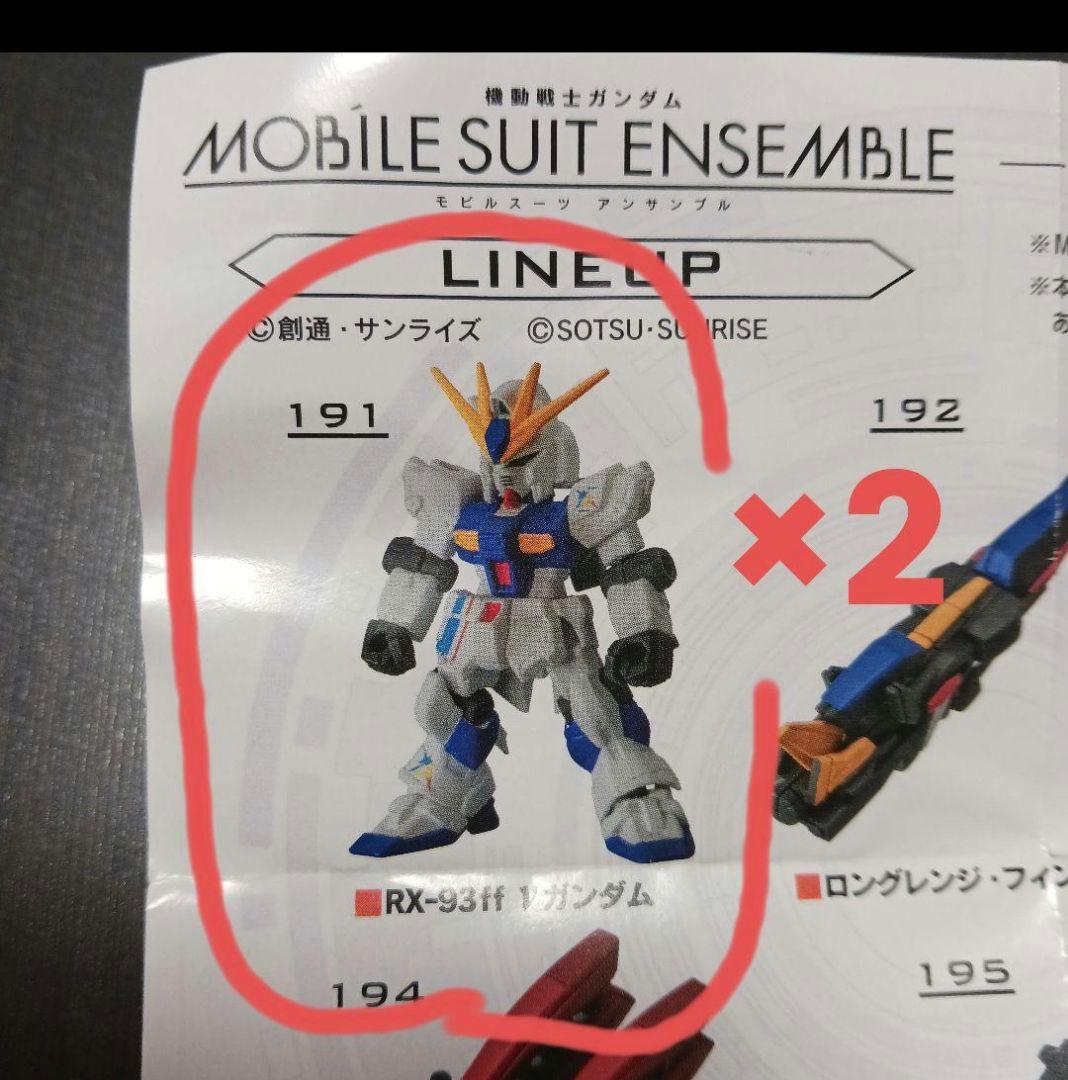 機動戦士ガンダム
MOBILE SUIT ENSEMBLE
モビルスーツ アンサンブル
LINEUP
©創通・サンライズ ©SOTSU・SUNRISE
※M
※本
あ
191
192
×2
■RX-93ff νガンダム
■ロングレンジ・フィン
194
195